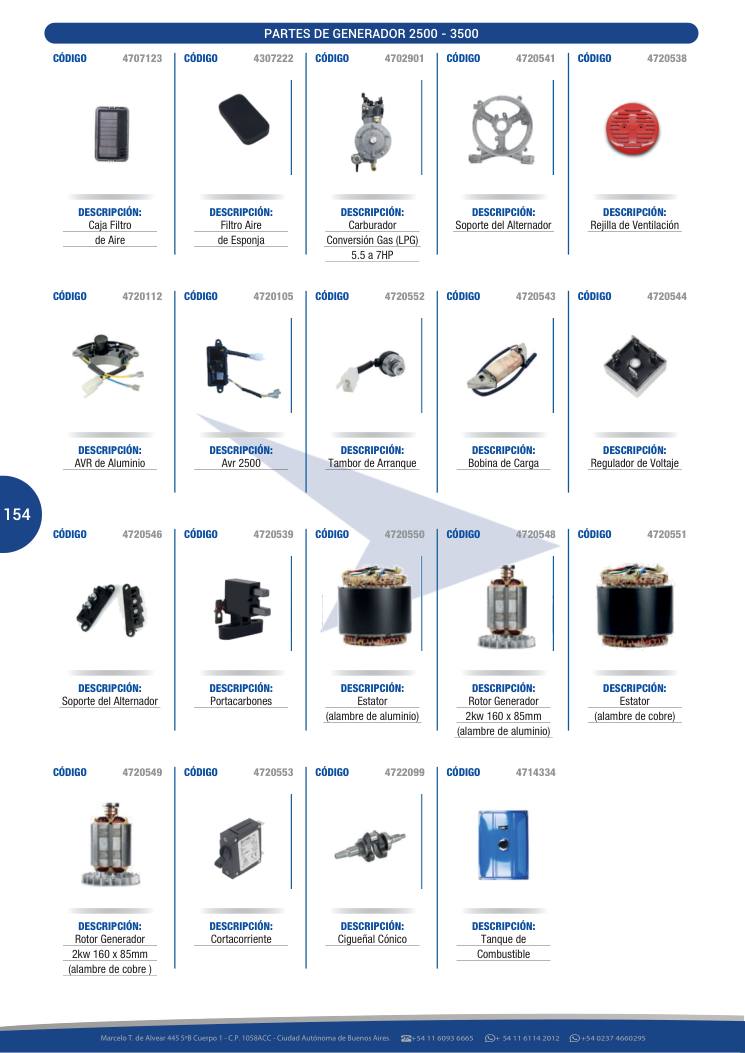 PARTES DE GENERADOR 2500 - 3500
CÓDIGO 4707123
DESCRIPCIÓN:
Caja Filtro
de Aire
CÓDIGO 4307222
DESCRIPCIÓN:
Filtro Aire
de Esponja
CÓDIGO 4702901
DESCRIPCIÓN:
Carburador
Conversión Gas (LPG)
5.5 a 7HP
CÓDIGO 4720541
DESCRIPCIÓN:
Soporte del Alternador
CÓDIGO 4720538
DESCRIPCIÓN:
Rejilla de Ventilación
CÓDIGO 4720112
DESCRIPCIÓN:
AVR de Aluminio
CÓDIGO 4720105
DESCRIPCIÓN:
Avr 2500
CÓDIGO 4720552
DESCRIPCIÓN:
Tambor de Arranque
CÓDIGO 4720543
DESCRIPCIÓN:
Bobina de Carga
CÓDIGO 4720544
DESCRIPCIÓN:
Regulador de Voltaje
154
CÓDIGO 4720546
DESCRIPCIÓN:
Soporte del Alternador
CÓDIGO 4720539
DESCRIPCIÓN:
Portacarbones
CÓDIGO 4720550
DESCRIPCIÓN:
Estator
(alambre de aluminio)
CÓDIGO 4720548
DESCRIPCIÓN:
Rotor Generador
2kw 160 x 85mm
(alambre de aluminio)
CÓDIGO 4720551
DESCRIPCIÓN:
Estator
(alambre de cobre)
CÓDIGO 4720549
DESCRIPCIÓN:
Rotor Generador
2kw 160 x 85mm
(alambre de cobre )
CÓDIGO 4720553
DESCRIPCIÓN:
Cortacorriente
CÓDIGO 4722099
DESCRIPCIÓN:
Cigueñal Cónico
CÓDIGO 4714334
DESCRIPCIÓN:
Tanque de
Combustible
Marcelo T. de Alvear 445 5ºB Cuerpo 1 - C.P. 1058ACC - Ciudad Autónoma de Buenos Aires. +54 11 6093 6665 + 54 11 6114 2012 +54 0237 4660295